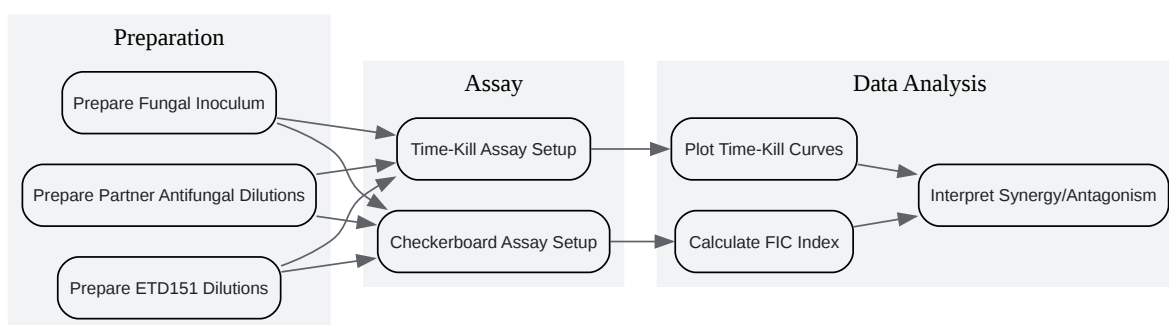 Preparation
Prepare Fungal Inoculum
Prepare Partner Antifungal Dilutions
Prepare ETD151 Dilutions
Assay
Time-Kill Assay Setup
Checkerboard Assay Setup
Data Analysis
Plot Time-Kill Curves
Calculate FIC Index
Interpret Synergy/Antagonism